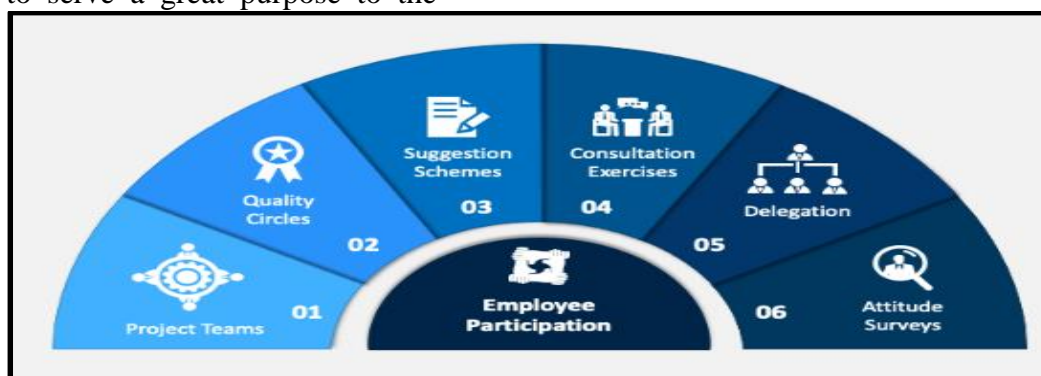 to serve a great purpose to the
Project Teams
01
Quality
Circles
02
Suggestion
Schemes
03
Consultation
Exercises
04
Delegation
05
Attitude
Surveys
06
Employee
Participation